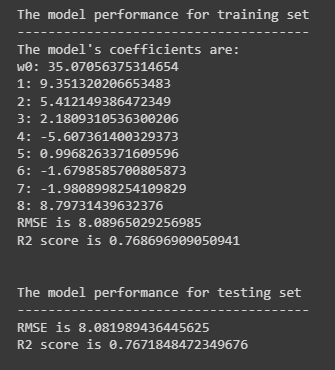 The model performance for training set
-------------------------------------
The model's coefficients are:
w0: 35.07056375314654
1: 9.351320206653483
2: 5.412149386472349
3: 2.1809310536300206
4: -5.607361400329373
5: 0.9968263371609596
6: -1.6798585700805873
7: -1.9808998254109829
8: 8.79731439632376
RMSE is 8.08965029256985
R2 score is 0.768696909050941
The model performance for testing set
-------------------------------------
RMSE is 8.081989436445625
R2 score is 0.7671848472349676